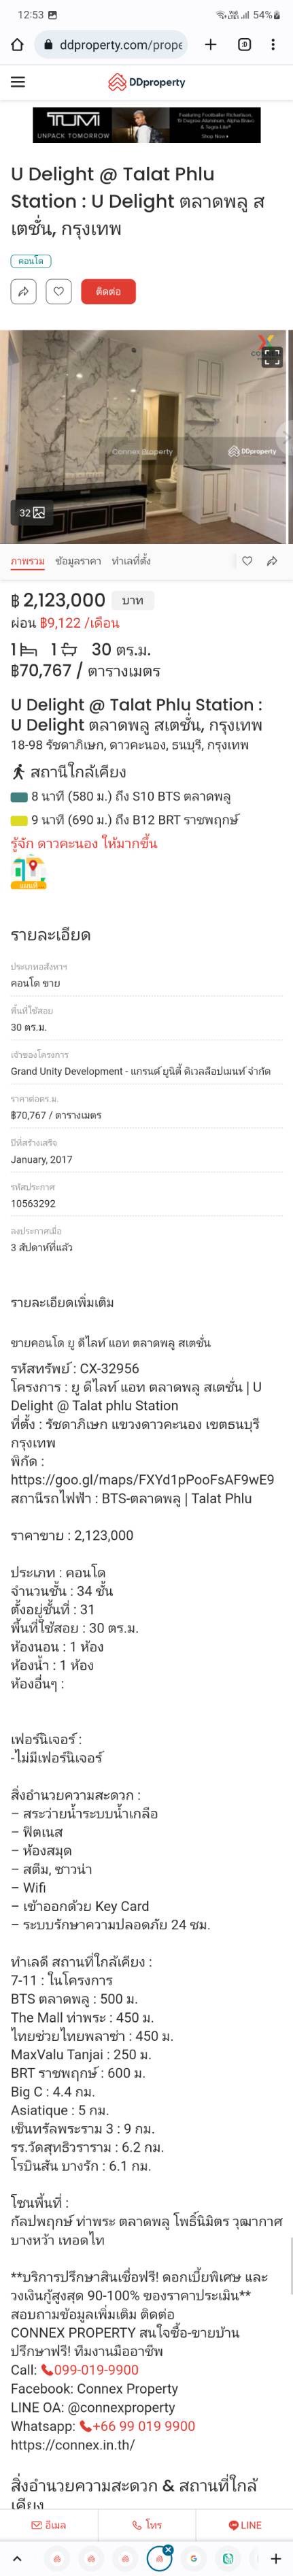 12:53
54%
ddproperty.com/prope
DDproperty
TUMI
UNPACK TOMORROW
Shop Now
U Delight @ Talat Phlu
Station : U Delight ตลาดพลู ส
เตชั่น, กรุงเทพ
คอนโด
ติดต่อ
Connex Property
DDproperty
32
ภาพรวม ข้อมูลราคา ทำเลที่ตั้ง
฿ 2,123,000 บาท
ผ่อน ฿9,122 /เดือน
1 1 30 ตร.ม.
฿70,767 / ตารางเมตร
U Delight @ Talat Phlu Station :
U Delight ตลาดพลู สเตชั่น, กรุงเทพ
18-98 รัชดาภิเษก, ดาวคะนอง, ธนบุรี, กรุงเทพ
สถานีใกล้เคียง
8 นาที (580 ม.) ถึง S10 BTS ตลาดพลู
9 นาที (690 ม.) ถึง B12 BRT ราชพฤกษ์
รู้จัก ดาวคะนอง ให้มากขึ้น
รายละเอียด
ประเภทอสังหาฯ
คอนโด ขาย
พื้นที่ใช้สอย
30 ตร.ม.
เจ้าของโครงการ
Grand Unity Development - แกรนด์ ยูนิตี้ ดิเวลล็อปเมนท์ จำกัด
ราคาต่อตร.ม.
฿70,767 / ตารางเมตร
ปีที่สร้างเสร็จ
January, 2017
รหัสประกาศ
10563292
ลงประกาศเมื่อ
3 สัปดาห์ที่แล้ว
รายละเอียดเพิ่มเติม
ขายคอนโด ยู ดีไลท์ แอท ตลาดพลู สเตชั่น
รหัสทรัพย์ : CX-32956
โครงการ : ยู ดีไลท์ แอท ตลาดพลู สเตชั่น | U
Delight @ Talat phlu Station
ที่ตั้ง : รัชดาภิเษก แขวงดาวคะนอง เขตธนบุรี
กรุงเทพ
พิกัด :
https://goo.gl/maps/FXYd1pPooFsAF9wE9
สถานีรถไฟฟ้า : BTS-ตลาดพลู | Talat Phlu
ราคาขาย : 2,123,000
ประเภท : คอนโด
จำนวนชั้น : 34 ชั้น
ตั้งอยู่ชั้นที่ : 31
พื้นที่ใช้สอย : 30 ตร.ม.
ห้องนอน : 1 ห้อง
ห้องน้ำ : 1 ห้อง
ห้องอื่นๆ :
เฟอร์นิเจอร์ :
-ไม่มีเฟอร์นิเจอร์
สิ่งอำนวยความสะดวก :
– สระว่ายน้ำระบบน้ำเกลือ
– ฟิตเนส
– ห้องสมุด
– สตีม, ซาวน่า
– Wifi
– เข้าออกด้วย Key Card
– ระบบรักษาความปลอดภัย 24 ชม.
ทำเลดี สถานที่ใกล้เคียง :
7-11 : ในโครงการ
BTS ตลาดพลู : 500 ม.
The Mall ท่าพระ : 450 ม.
ไทยช่วยไทยพลาซ่า : 450 ม.
MaxValu Tanjai : 250 ม.
BRT ราชพฤกษ์ : 600 ม.
Big C : 4.4 กม.
Asiatique : 5 กม.
เซ็นทรัลพระราม 3 : 9 กม.
รร.วัดสุทธิวราราม : 6.2 กม.
โรบินสัน บางรัก : 6.1 กม.
โซนพื้นที่ :
กัลปพฤกษ์ ท่าพระ ตลาดพลู โพธิ์นิมิตร วุฒากาศ
บางหว้า เทอดไท
**บริการปรึกษาสินเชื่อฟรี! ดอกเบี้ยพิเศษ และ
วงเงินกู้สูงสุด 90-100% ของราคาประเมิน**
สอบถามข้อมูลเพิ่มเติม ติดต่อ
CONNEX PROPERTY สนใจซื้อ-ขายบ้าน
ปรึกษาฟรี! ทีมงานมืออาชีพ
Call: 099-019-9900
Facebook: Connex Property
LINE OA: @connexproperty
Whatsapp: +66 99 019 9900
https://connex.in.th/
สิ่งอำนวยความสะดวก & สถานที่ใกล้
เคียง
อีเมล โทร LINE